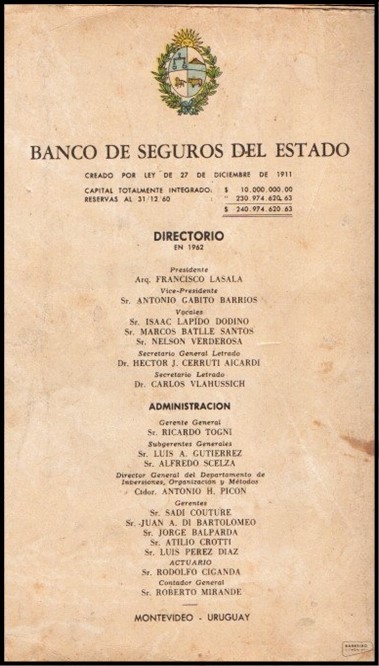 BANCO DE SEGUROS DEL ESTADO
CREADO POR LEY DE 27 DE DICIEMBRE DE 1911
CAPITAL TOTALMENTE INTEGRADO: $ 10.000.000.00
RESERVAS AL 31/12/60 : " 230.974.620.63
$ 240.974.620.63
DIRECTORIO
EN 1962
Presidente
Arq. FRANCISCO LASALA
Vice-Presidente
Sr. ANTONIO GABITO BARRIOS
Vocales
Sr. ISAAC LAPIDO DODINO
Sr. MARCOS BATLLE SANTOS
Sr. NELSON VERDEROSA
Secretario General Letrado
Dr. HECTOR J. CERRUTI AICARDI
Secretario Letrado
Dr. CARLOS VLAHUSSICH
ADMINISTRACION
Gerente General
Sr. RICARDO TOGNI
Subgerentes Generales
Sr. LUIS A. GUTIERREZ
Sr. ALFREDO SCELZA
Director General del Departamento de
Inversiones, Organización y Métodos
Ctdor. ANTONIO H. PICON
Gerentes
Sr. SADI COUTURE
Sr. JUAN A. DI BARTOLOMEO
Sr. JORGE BALPARDA
Sr. ATILIO CROTTI
Sr. LUIS PEREZ DIAZ
ACTUARIO
Sr. RODOLFO CIGANDA
Contador General
Sr. ROBERTO MIRANDE
MONTEVIDEO - URUGUAY